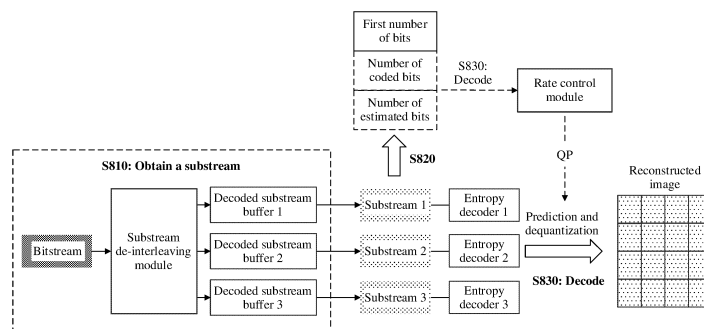 First number
of bits
Number of
coded bits
Number of
estimated bits
S830:
Decode
Rate control
module
S820
QP
S810: Obtain a substream
Bitstream
Substream
de-interleaving
module
Decoded substream
buffer 1
Decoded substream
buffer 2
Decoded substream
buffer 3
Substream 1
Substream 2
Substream 3
Entropy
decoder 1
Entropy
decoder 2
Entropy
decoder 3
Prediction and
dequantization
S830: Decode
Reconstructed
image